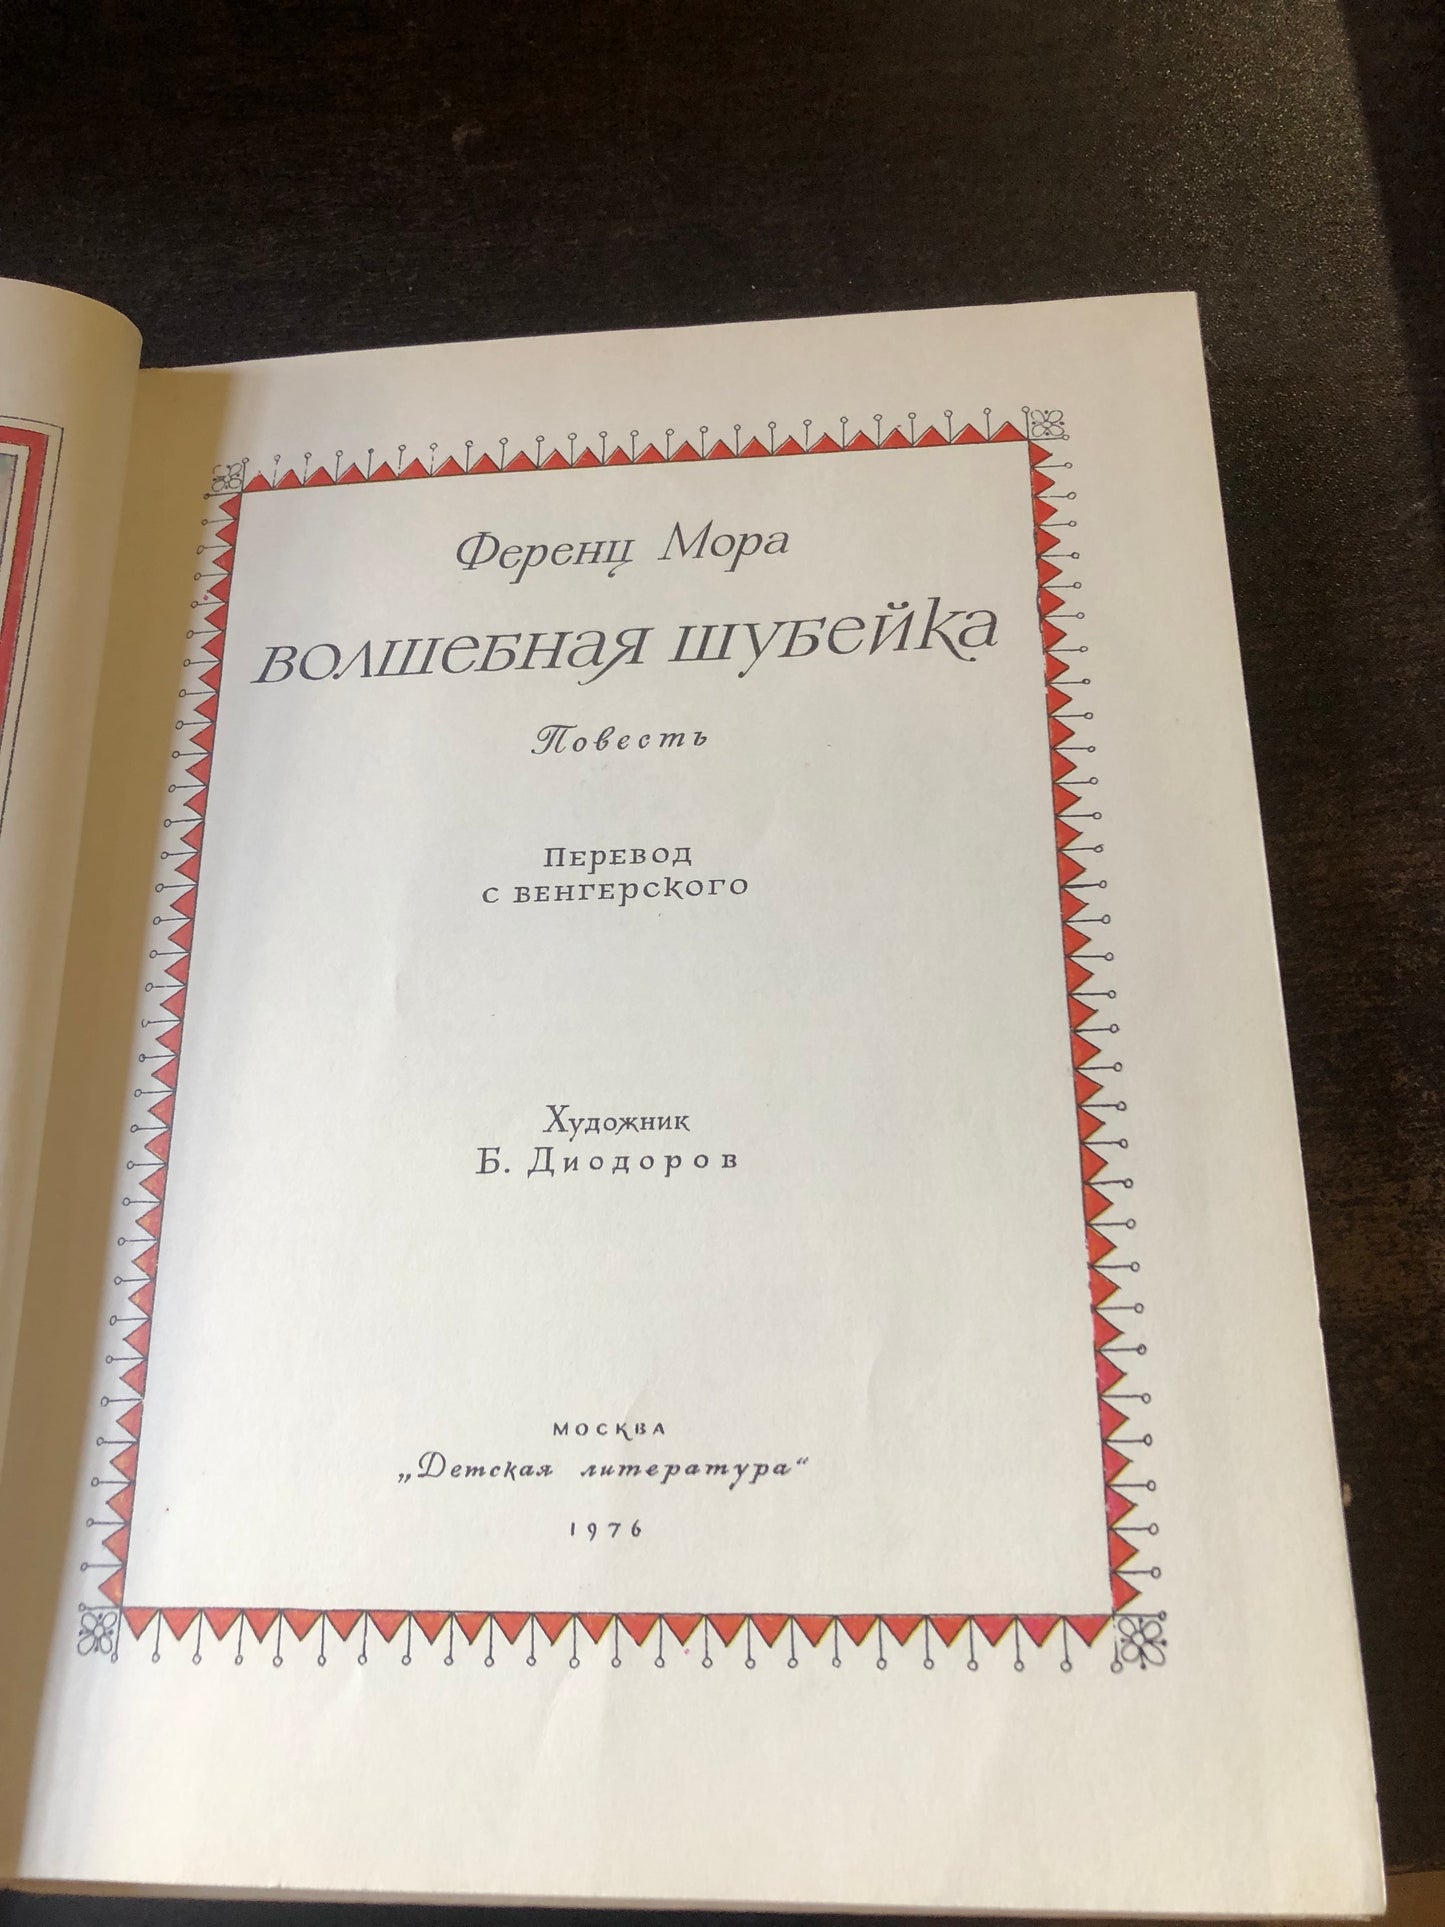 Ференц Мора
ВОЛШЕБНАЯ ШУБЕЙКА
Повесть
ПЕРЕВОД
С ВЕНГЕРСКОГО
Художник
Б. Диодоров
МОСКВА
„Детская литература“
1976